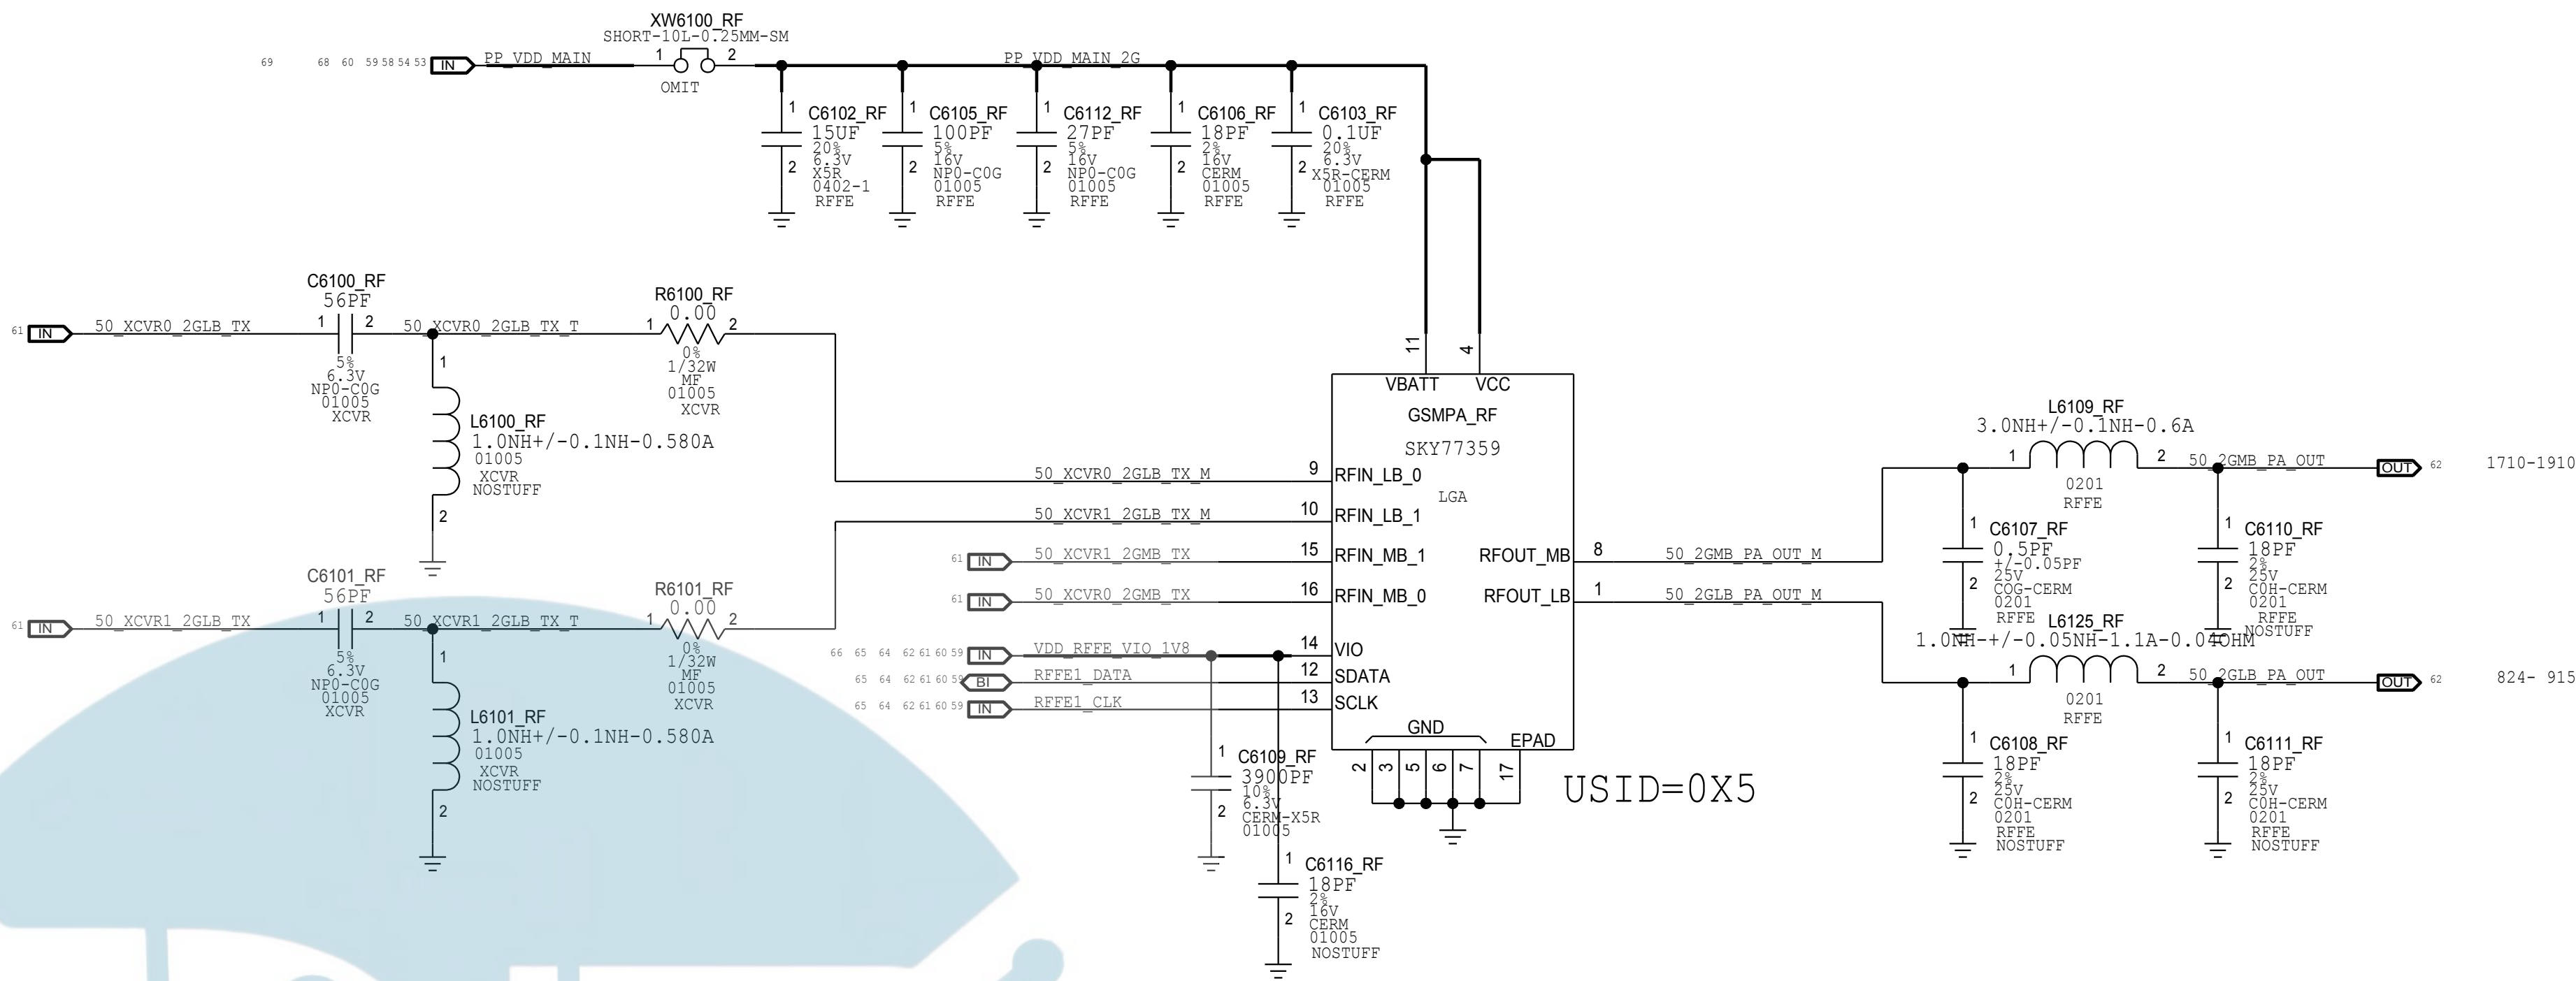 XW6100_RF
SHORT-10L-0.25MM-SM
69 68 60 59 58 54 53 IN PP_VDD_MAIN 1 2 PP_VDD_MAIN_2G
OMIT
1 C6102_RF
15UF
20%
6.3V
2 X5R
0402-1
RFFE
1 C6105_RF
100PF
5%
16V
2 NP0-C0G
01005
RFFE
1 C6112_RF
27PF
5%
16V
2 NP0-C0G
01005
RFFE
1 C6106_RF
18PF
2%
16V
2 CERM
01005
RFFE
1 C6103_RF
0.1UF
20%
6.3V
2 X5R-CERM
01005
RFFE
C6100_RF
56PF
61 IN 50_XCVR0_2GLB_TX 1 2 50_XCVR0_2GLB_TX_T
5%
6.3V
NP0-C0G
01005
XCVR
R6100_RF
0.00
1 2
0%
1/32W
MF
01005
XCVR
1
L6100_RF
1.0NH+/-0.1NH-0.580A
01005
XCVR
NOSTUFF
2
C6101_RF
56PF
61 IN 50_XCVR1_2GLB_TX 1 2 50_XCVR1_2GLB_TX_T
5%
6.3V
NP0-C0G
01005
XCVR
R6101_RF
0.00
1 2
0%
1/32W
MF
01005
XCVR
1
L6101_RF
1.0NH+/-0.1NH-0.580A
01005
XCVR
NOSTUFF
2
11 4
VBATT VCC
GSMPA_RF
SKY77359
LGA
50_XCVR0_2GLB_TX_M 9 RFIN_LB_0
50_XCVR1_2GLB_TX_M 10 RFIN_LB_1
61 IN 50_XCVR1_2GMB_TX 15 RFIN_MB_1
61 IN 50_XCVR0_2GMB_TX 16 RFIN_MB_0
66 65 64 62 61 60 59 IN VDD_RFFE_VIO_1V8 14 VIO
65 64 62 61 60 59 BI RFFE1_DATA 12 SDATA
65 64 62 61 60 59 IN RFFE1_CLK 13 SCLK
RFOUT_MB 8 50_2GMB_PA_OUT_M
RFOUT_LB 1 50_2GLB_PA_OUT_M
GND
EPAD
2 3 5 6 7 17
USID=0X5
1 C6109_RF
3900PF
10%
6.3V
2 CERM-X5R
01005
1 C6116_RF
18PF
2%
16V
2 CERM
01005
NOSTUFF
L6109_RF
3.0NH+/-0.1NH-0.6A
1 2 50_2GMB_PA_OUT OUT 62 1710-1910
0201
RFFE
1 C6107_RF
0.5PF
+/-0.05PF
25V
2 COG-CERM
0201
RFFE
1 C6110_RF
18PF
2%
25V
2 C0H-CERM
0201
RFFE
NOSTUFF
L6125_RF
1.0NH-+/-0.05NH-1.1A-0.04OHM
1 2 50_2GLB_PA_OUT OUT 62 824- 915
0201
RFFE
1 C6108_RF
18PF
2%
25V
2 C0H-CERM
0201
RFFE
NOSTUFF
1 C6111_RF
18PF
2%
25V
2 C0H-CERM
0201
RFFE
NOSTUFF